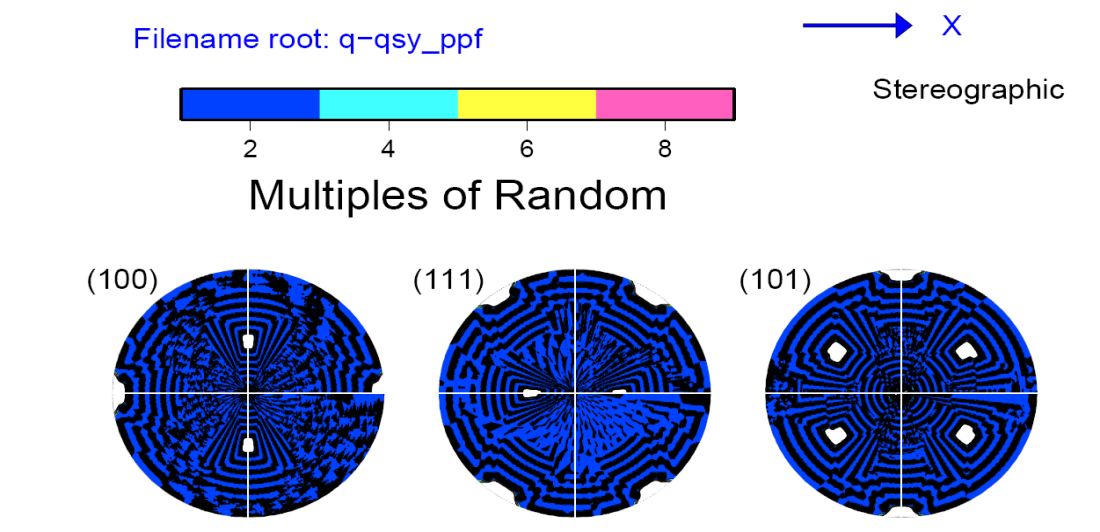 Filename root: q−qsy_ppf
X
Stereographic
2 4 6 8
Multiples of Random
(100) (111) (101)